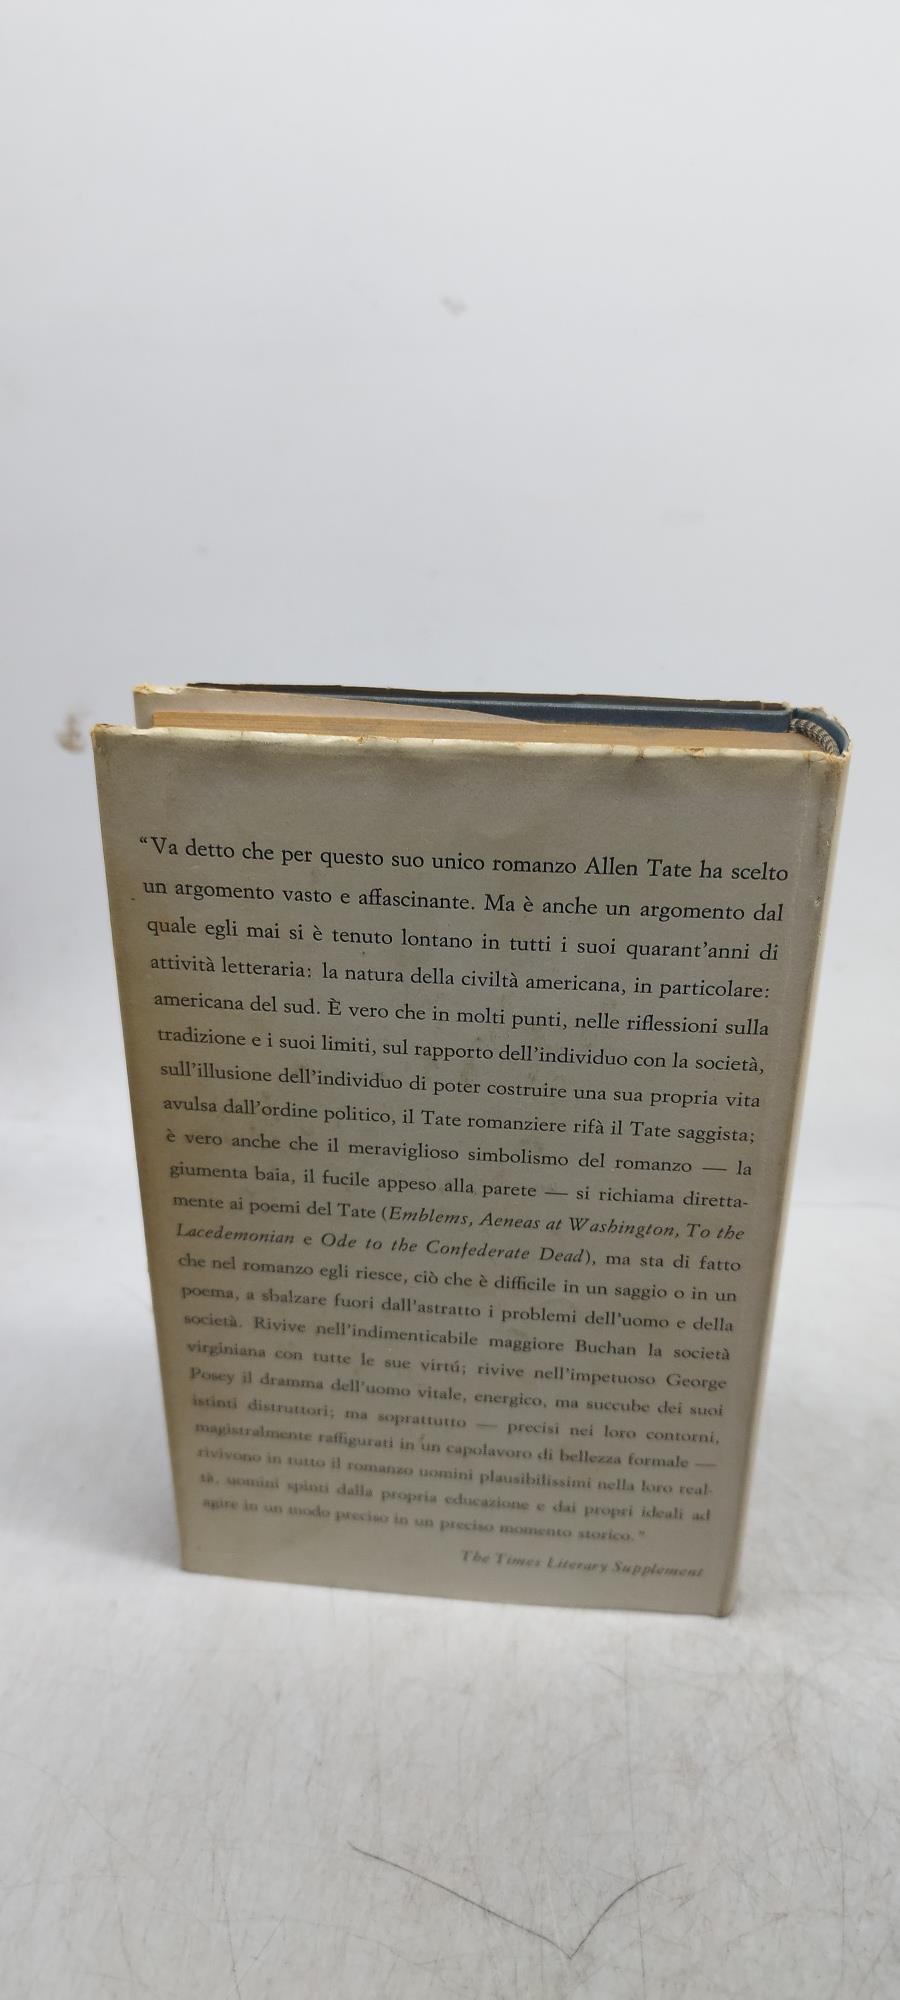 “Va detto che per questo suo unico romanzo Allen Tate ha scelto
un argomento vasto e affascinante. Ma è anche un argomento dal
quale egli mai si è tenuto lontano in tutti i suoi quarant'anni di
attività letteraria: la natura della civiltà americana, in particolare:
americana del sud. È vero che in molti punti, nelle riflessioni sulla
tradizione e i suoi limiti, sul rapporto dell'individuo con la società,
sull'illusione dell'individuo di poter costruire una sua propria vita
avulsa dall'ordine politico, il Tate romanziere rifà il Tate saggista;
è vero anche che il meraviglioso simbolismo del romanzo — la
giumenta baia, il fucile appeso alla parete — si richiama diretta-
mente ai poemi del Tate (Emblems, Aeneas at Washington, To the
Lacedemonian e Ode to the Confederate Dead), ma sta di fatto
che nel romanzo egli riesce, ciò che è difficile in un saggio o in un
poema, a sbalzare fuori dall'astratto i problemi dell'uomo e della
società. Rivive nell'indimenticabile maggiore Buchan la società
virginiana con tutte le sue virtú; rivive nell'impetuoso George
Posey il dramma dell'uomo vitale, energico, ma succube dei suoi
istinti distruttori; ma soprattutto — precisi nei loro contorni,
magistralmente raffigurati in un capolavoro di bellezza formale —
rivivono in tutto il romanzo uomini plausibilissimi nella loro real-
tà, uomini spinti dalla propria educazione e dai propri ideali ad
agire in un modo preciso in un preciso momento storico.”
The Times Literary Supplement